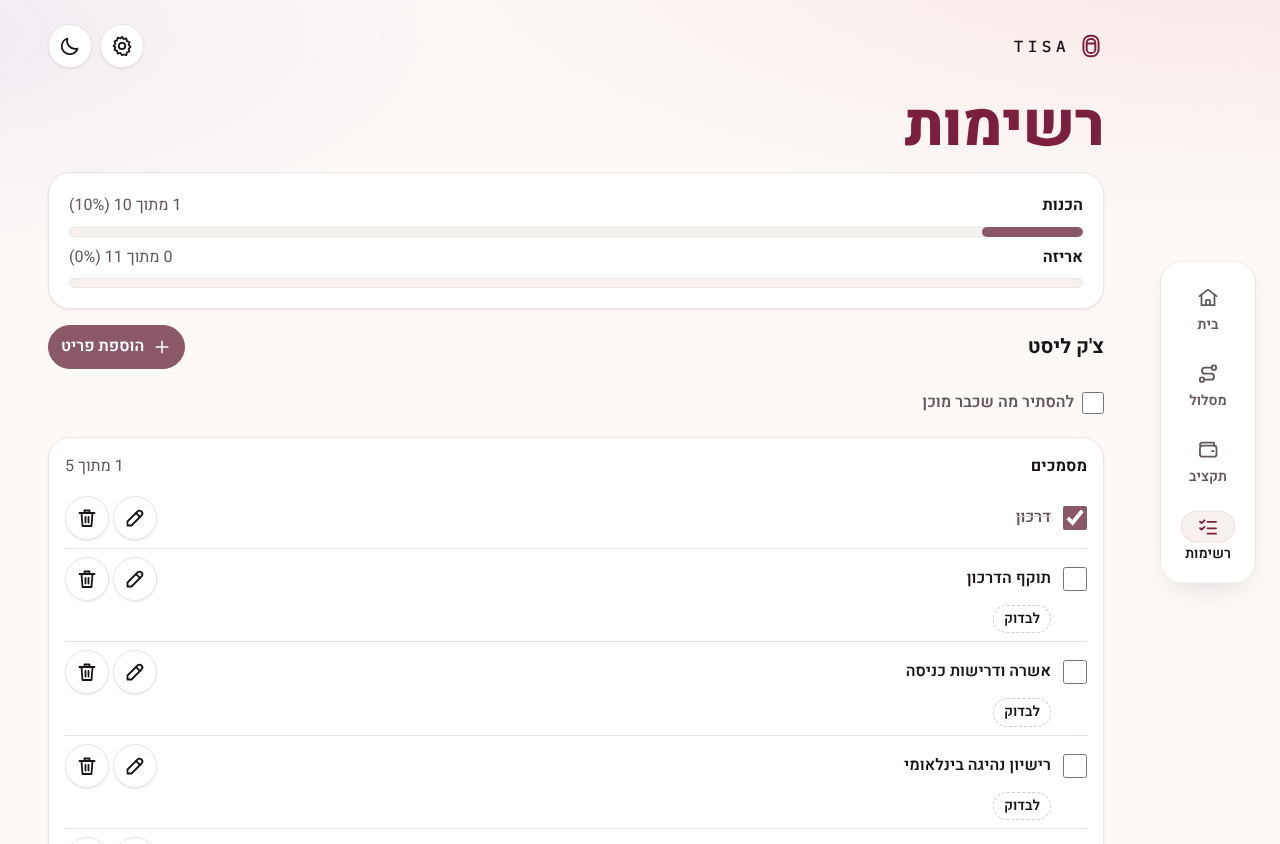 TISA
רשימות
הכנות
1 מתוך 10 (10%)
אריזה
0 מתוך 11 (0%)
צ'ק ליסט
הוספת פריט
להסתיר מה שכבר מוכן
מסמכים
1 מתוך 5
דרכון
תוקף הדרכון
לבדוק
אשרה ודרישות כניסה
לבדוק
רישיון נהיגה בינלאומי
לבדוק
בית
מסלול
תקציב
רשימות